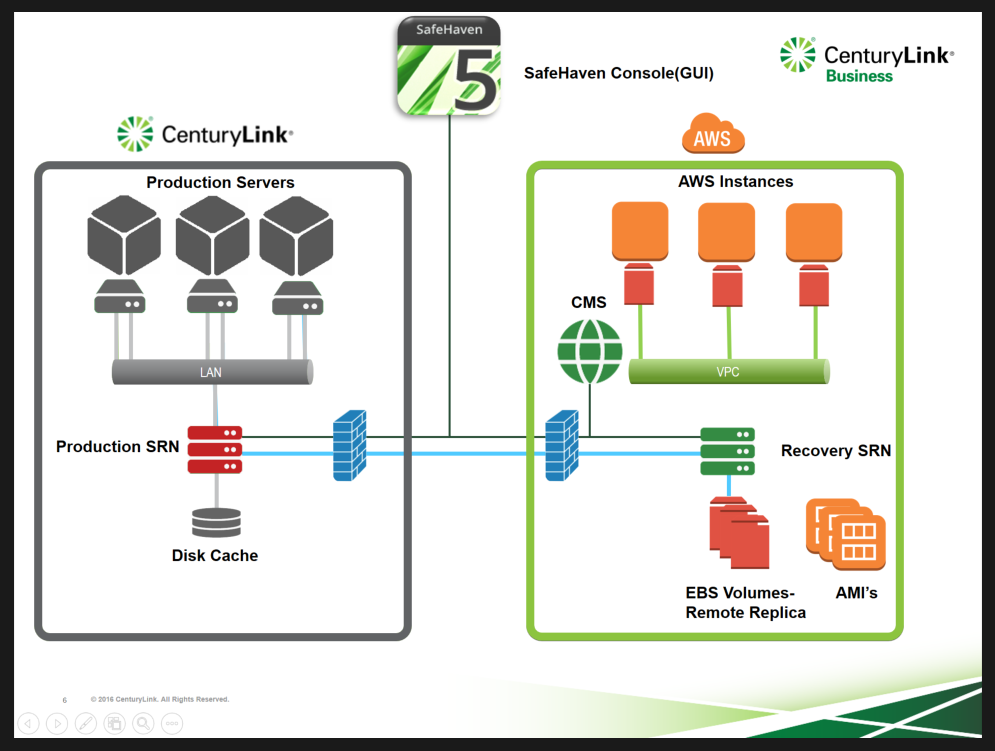 SafeHaven
5
SafeHaven Console(GUI)
CenturyLink®
Business
CenturyLink®
AWS
Production Servers
AWS Instances
CMS
LAN
VPC
Production SRN
Recovery SRN
Disk Cache
EBS Volumes-
Remote Replica
AMI's
6
© 2016 CenturyLink. All Rights Reserved.